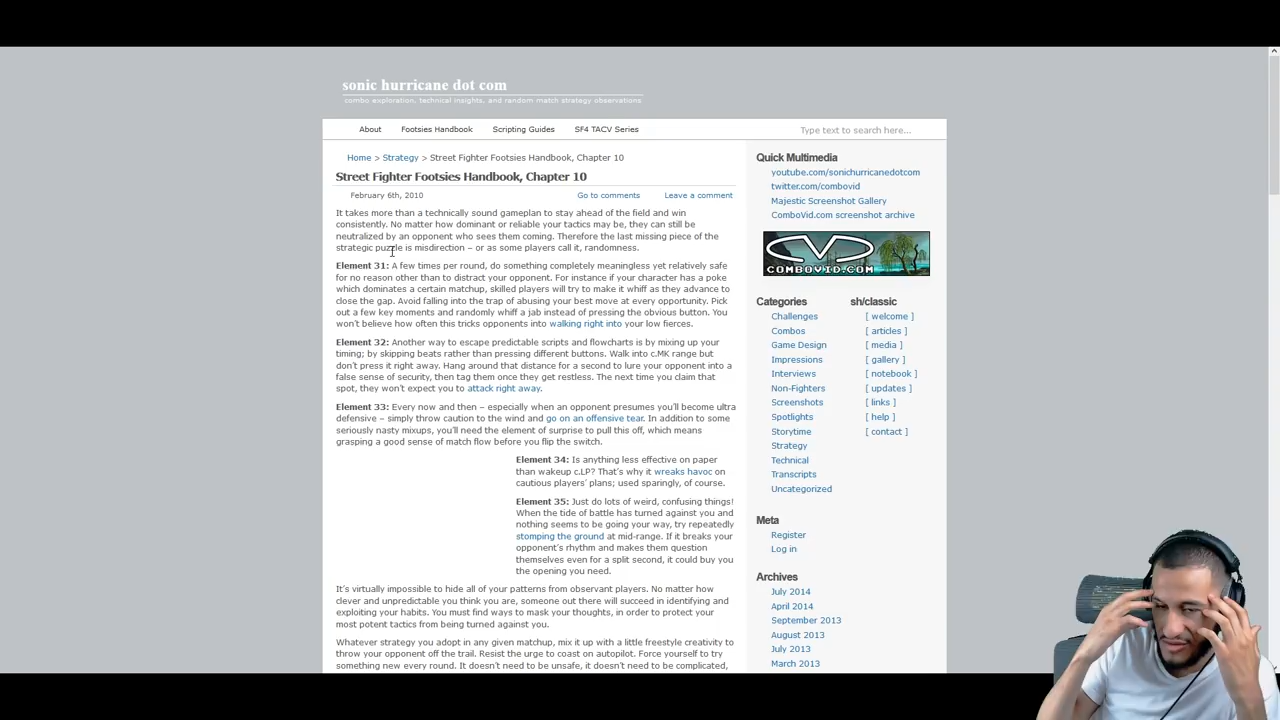 sonic hurricane dot com
combo exploration, technical insights, and random match strategy observations
About Footsies Handbook Scripting Guides SF4 TACV Series
Type text to search here...
Home > Strategy > Street Fighter Footsies Handbook, Chapter 10
Street Fighter Footsies Handbook, Chapter 10
February 6th, 2010 Go to comments Leave a comment
It takes more than a technically sound gameplan to stay ahead of the field and win
consistently. No matter how dominant or reliable your tactics may be, they can still be
neutralized by an opponent who sees them coming. Therefore the last missing piece of the
strategic puzzle is misdirection – or as some players call it, randomness.
Element 31: A few times per round, do something completely meaningless yet relatively safe
for no reason other than to distract your opponent. For instance if your character has a poke
which dominates a certain matchup, skilled players will try to make it whiff as they advance to
close the gap. Avoid falling into the trap of abusing your best move at every opportunity. Pick
out a few key moments and randomly whiff a jab instead of pressing the obvious button. You
won't believe how often this tricks opponents into walking right into your low fierces.
Element 32: Another way to escape predictable scripts and flowcharts is by mixing up your
timing; by skipping beats rather than pressing different buttons. Walk into c.MK range but
don't press it right away. Hang around that distance for a second to lure your opponent into a
false sense of security, then tag them once they get restless. The next time you claim that
spot, they won't expect you to attack right away.
Element 33: Every now and then – especially when an opponent presumes you'll become ultra
defensive – simply throw caution to the wind and go on an offensive tear. In addition to some
seriously nasty mixups, you'll need the element of surprise to pull this off, which means
grasping a good sense of match flow before you flip the switch.
Element 34: Is anything less effective on paper
than wakeup c.LP? That's why it wreaks havoc on
cautious players' plans; used sparingly, of course.
Element 35: Just do lots of weird, confusing things!
When the tide of battle has turned against you and
nothing seems to be going your way, try repeatedly
stomping the ground at mid-range. If it breaks your
opponent's rhythm and makes them question
themselves even for a split second, it could buy you
the opening you need.
It's virtually impossible to hide all of your patterns from observant players. No matter how
clever and unpredictable you think you are, someone out there will succeed in identifying and
exploiting your habits. You must find ways to mask your thoughts, in order to protect your
most potent tactics from being turned against you.
Whatever strategy you adopt in any given matchup, mix it up with a little freestyle creativity to
throw your opponent off the trail. Resist the urge to coast on autopilot. Force yourself to try
something new every round. It doesn't need to be unsafe, it doesn't need to be complicated,
Quick Multimedia
youtube.com/sonichurricanedotcom
twitter.com/combovid
Majestic Screenshot Gallery
ComboVid.com screenshot archive
COMBOVID.COM
Categories
Challenges
Combos
Game Design
Impressions
Interviews
Non-Fighters
Screenshots
Spotlights
Storytime
Strategy
Technical
Transcripts
Uncategorized
sh/classic
[ welcome ]
[ articles ]
[ media ]
[ gallery ]
[ notebook ]
[ updates ]
[ links ]
[ help ]
[ contact ]
Meta
Register
Log in
Archives
July 2014
April 2014
September 2013
August 2013
July 2013
March 2013